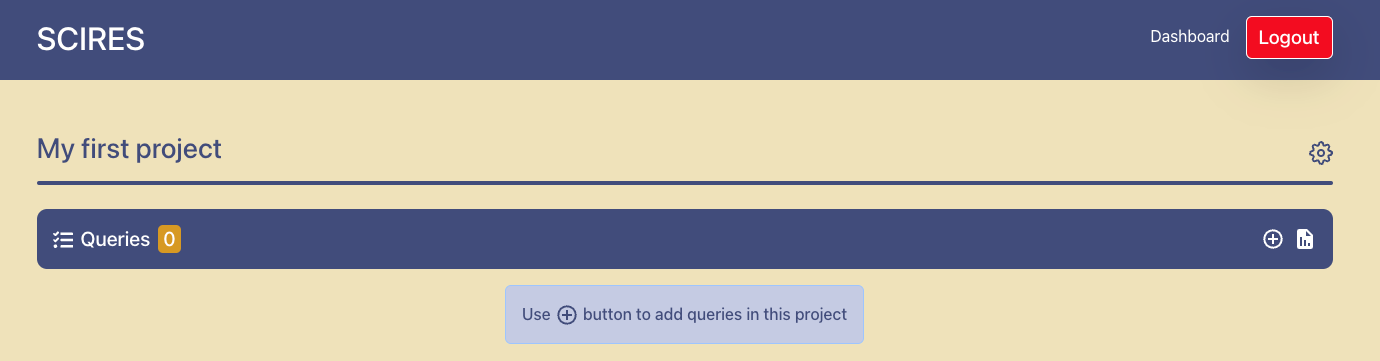 SCIRES
Dashboard
Logout
My first project
Queries 0
Use button to add queries in this project